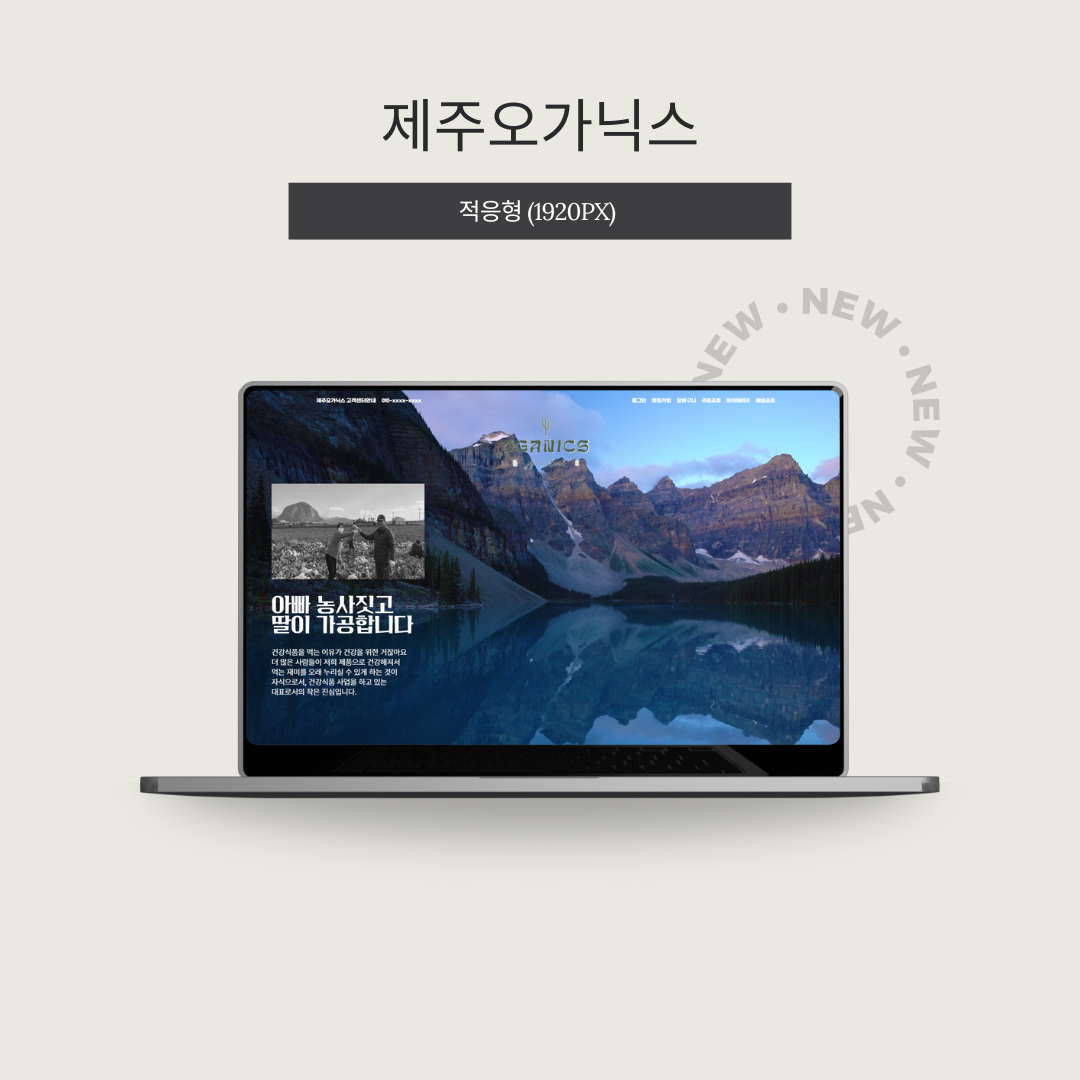 제주오가닉스
적응형 (1920PX)
NEW • NEW • NEW • NE
제주오가닉스 고객센터안내 010-xxxx-xxxx
로그인 회원가입 장바구니 주문조회 마이페이지 배송조회
OGANICS
아빠 농사짓고
딸이 가공합니다
건강식품을 먹는 이유가 건강을 위한 거잖아요
더 많은 사람들이 저희 제품으로 건강해져서
먹는 재미를 오래 누리실 수 있게 하는 것이
자식으로서, 건강식품 사업을 하고 있는
대표로서의 작은 진심입니다.